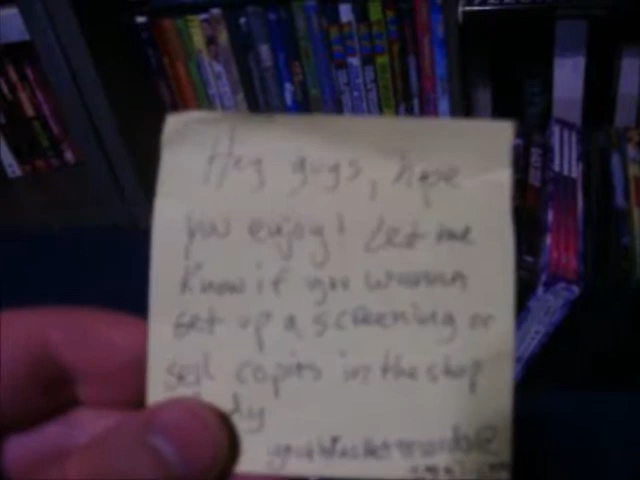 Hey guys, hope
you enjoy! Let me
Know if you wanna
set up a screening or
sell copies in the shop